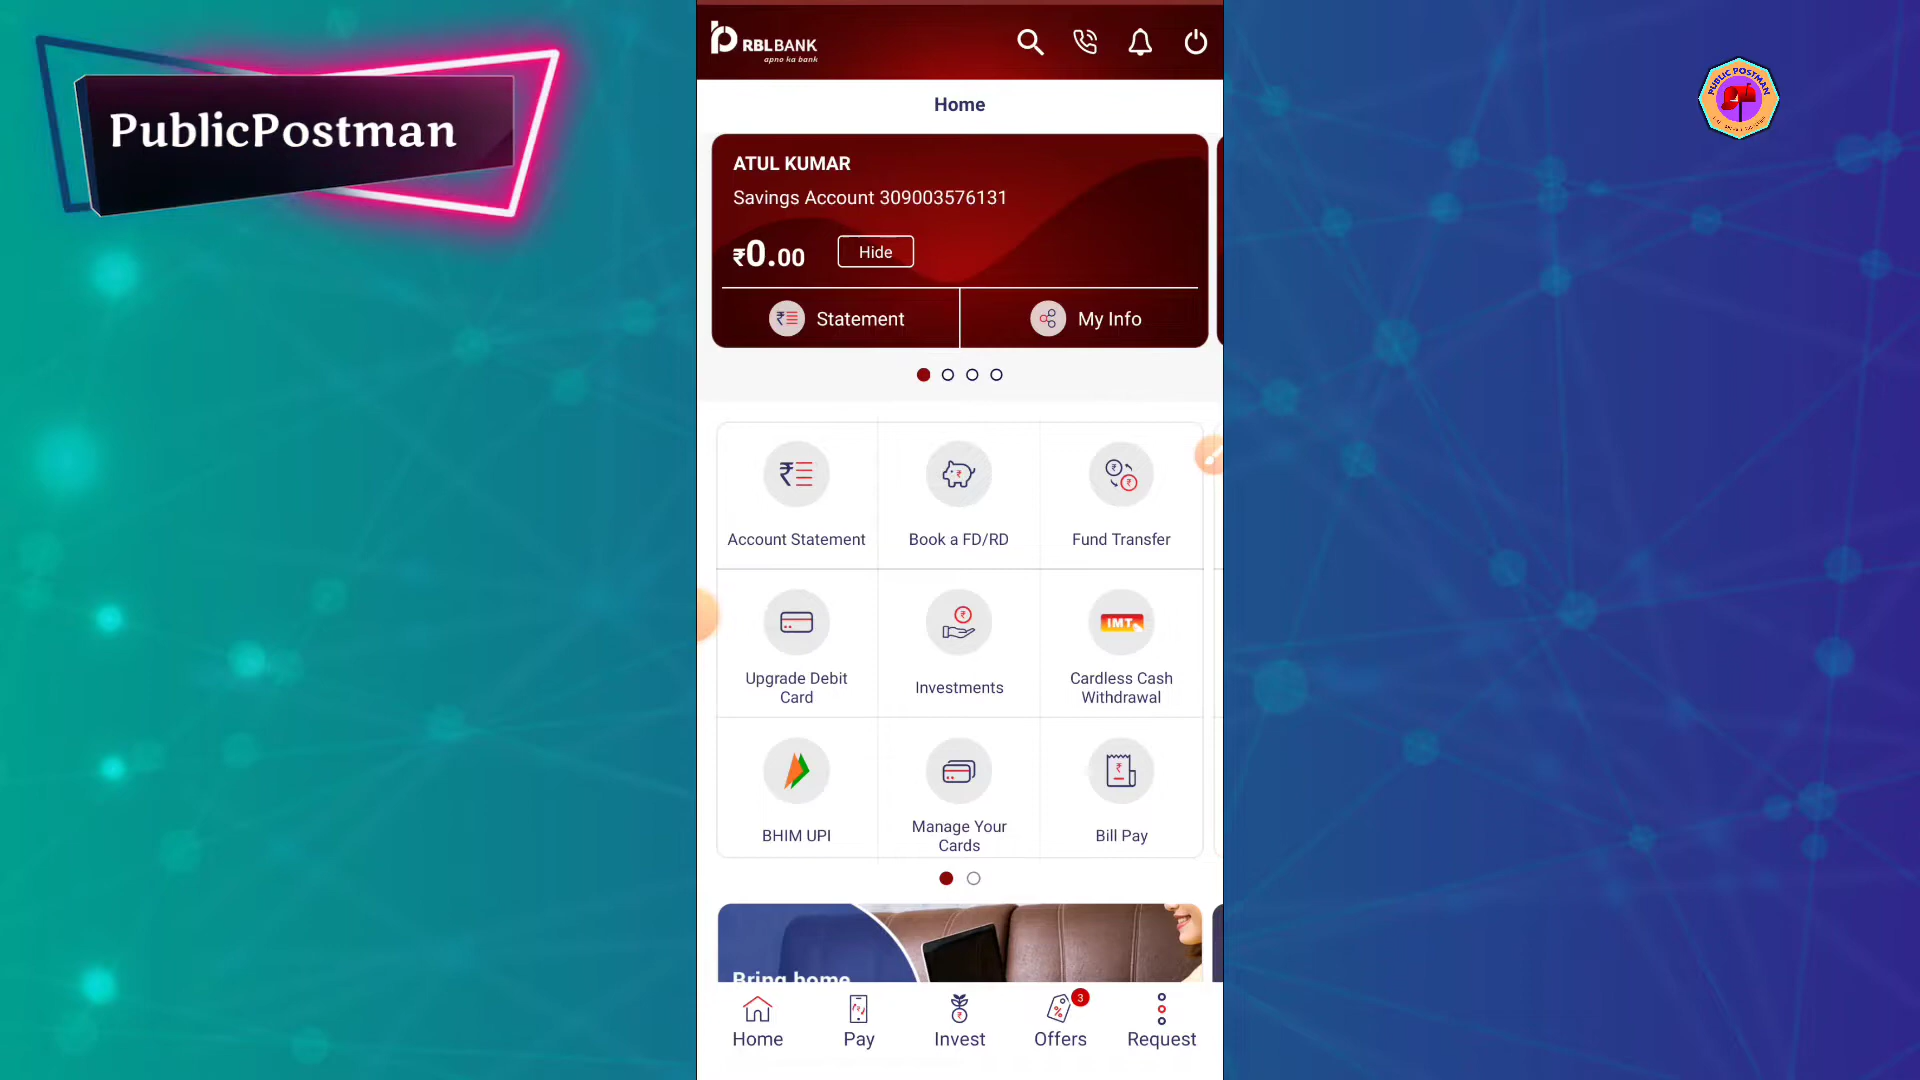 PublicPostman
RBLBANK
apno ka bank
Home
ATUL KUMAR
Savings Account 309003576131
₹0.00
Hide
Statement
My Info
Account Statement
Book a FD/RD
Fund Transfer
Upgrade Debit
Card
Investments
IMT
Cardless Cash
Withdrawal
BHIM UPI
Manage Your
Cards
Bill Pay
Bring home
Home
Pay
Invest
3
Offers
Request
PUBLIC POSTMAN